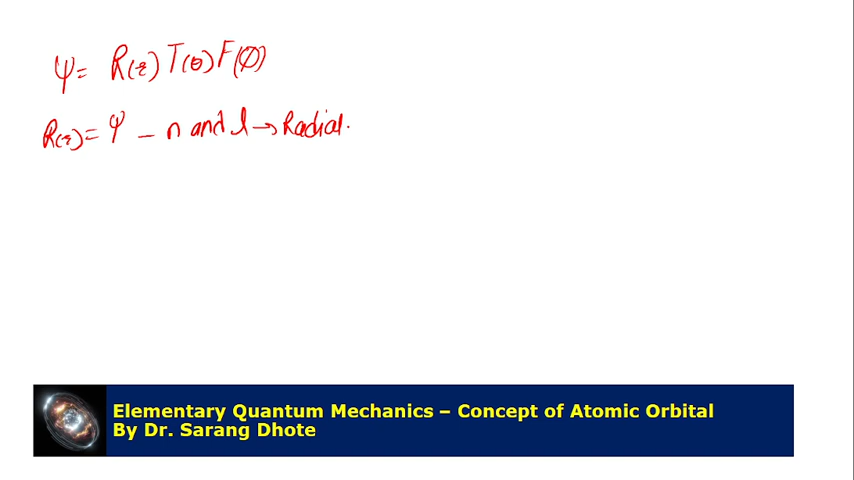 ψ= R(r) T(θ) F(φ)
R(r) = ψ – n and l → Radial.
Elementary Quantum Mechanics – Concept of Atomic Orbital
By Dr. Sarang Dhote